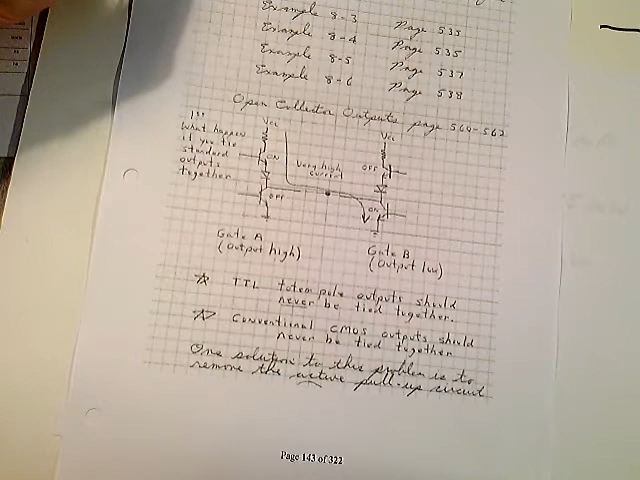 Example 8-3 Page 535
Example 8-4 Page 535
Example 8-5 Page 537
Example 8-6 Page 538
Open Collector Outputs page 560-562
1st
What happens
if you tie
standard
outputs
together
Vcc
ON
OFF
Very high
current
Vcc
OFF
ON
Gate A
(Output high)
Gate B
(Output low)
☆ TTL totem pole outputs should
never be tied together.
☆ Conventional CMOS outputs should
never be tied together
One solution to this problem is to
remove the active pull-up circuit
Page 143 of 322